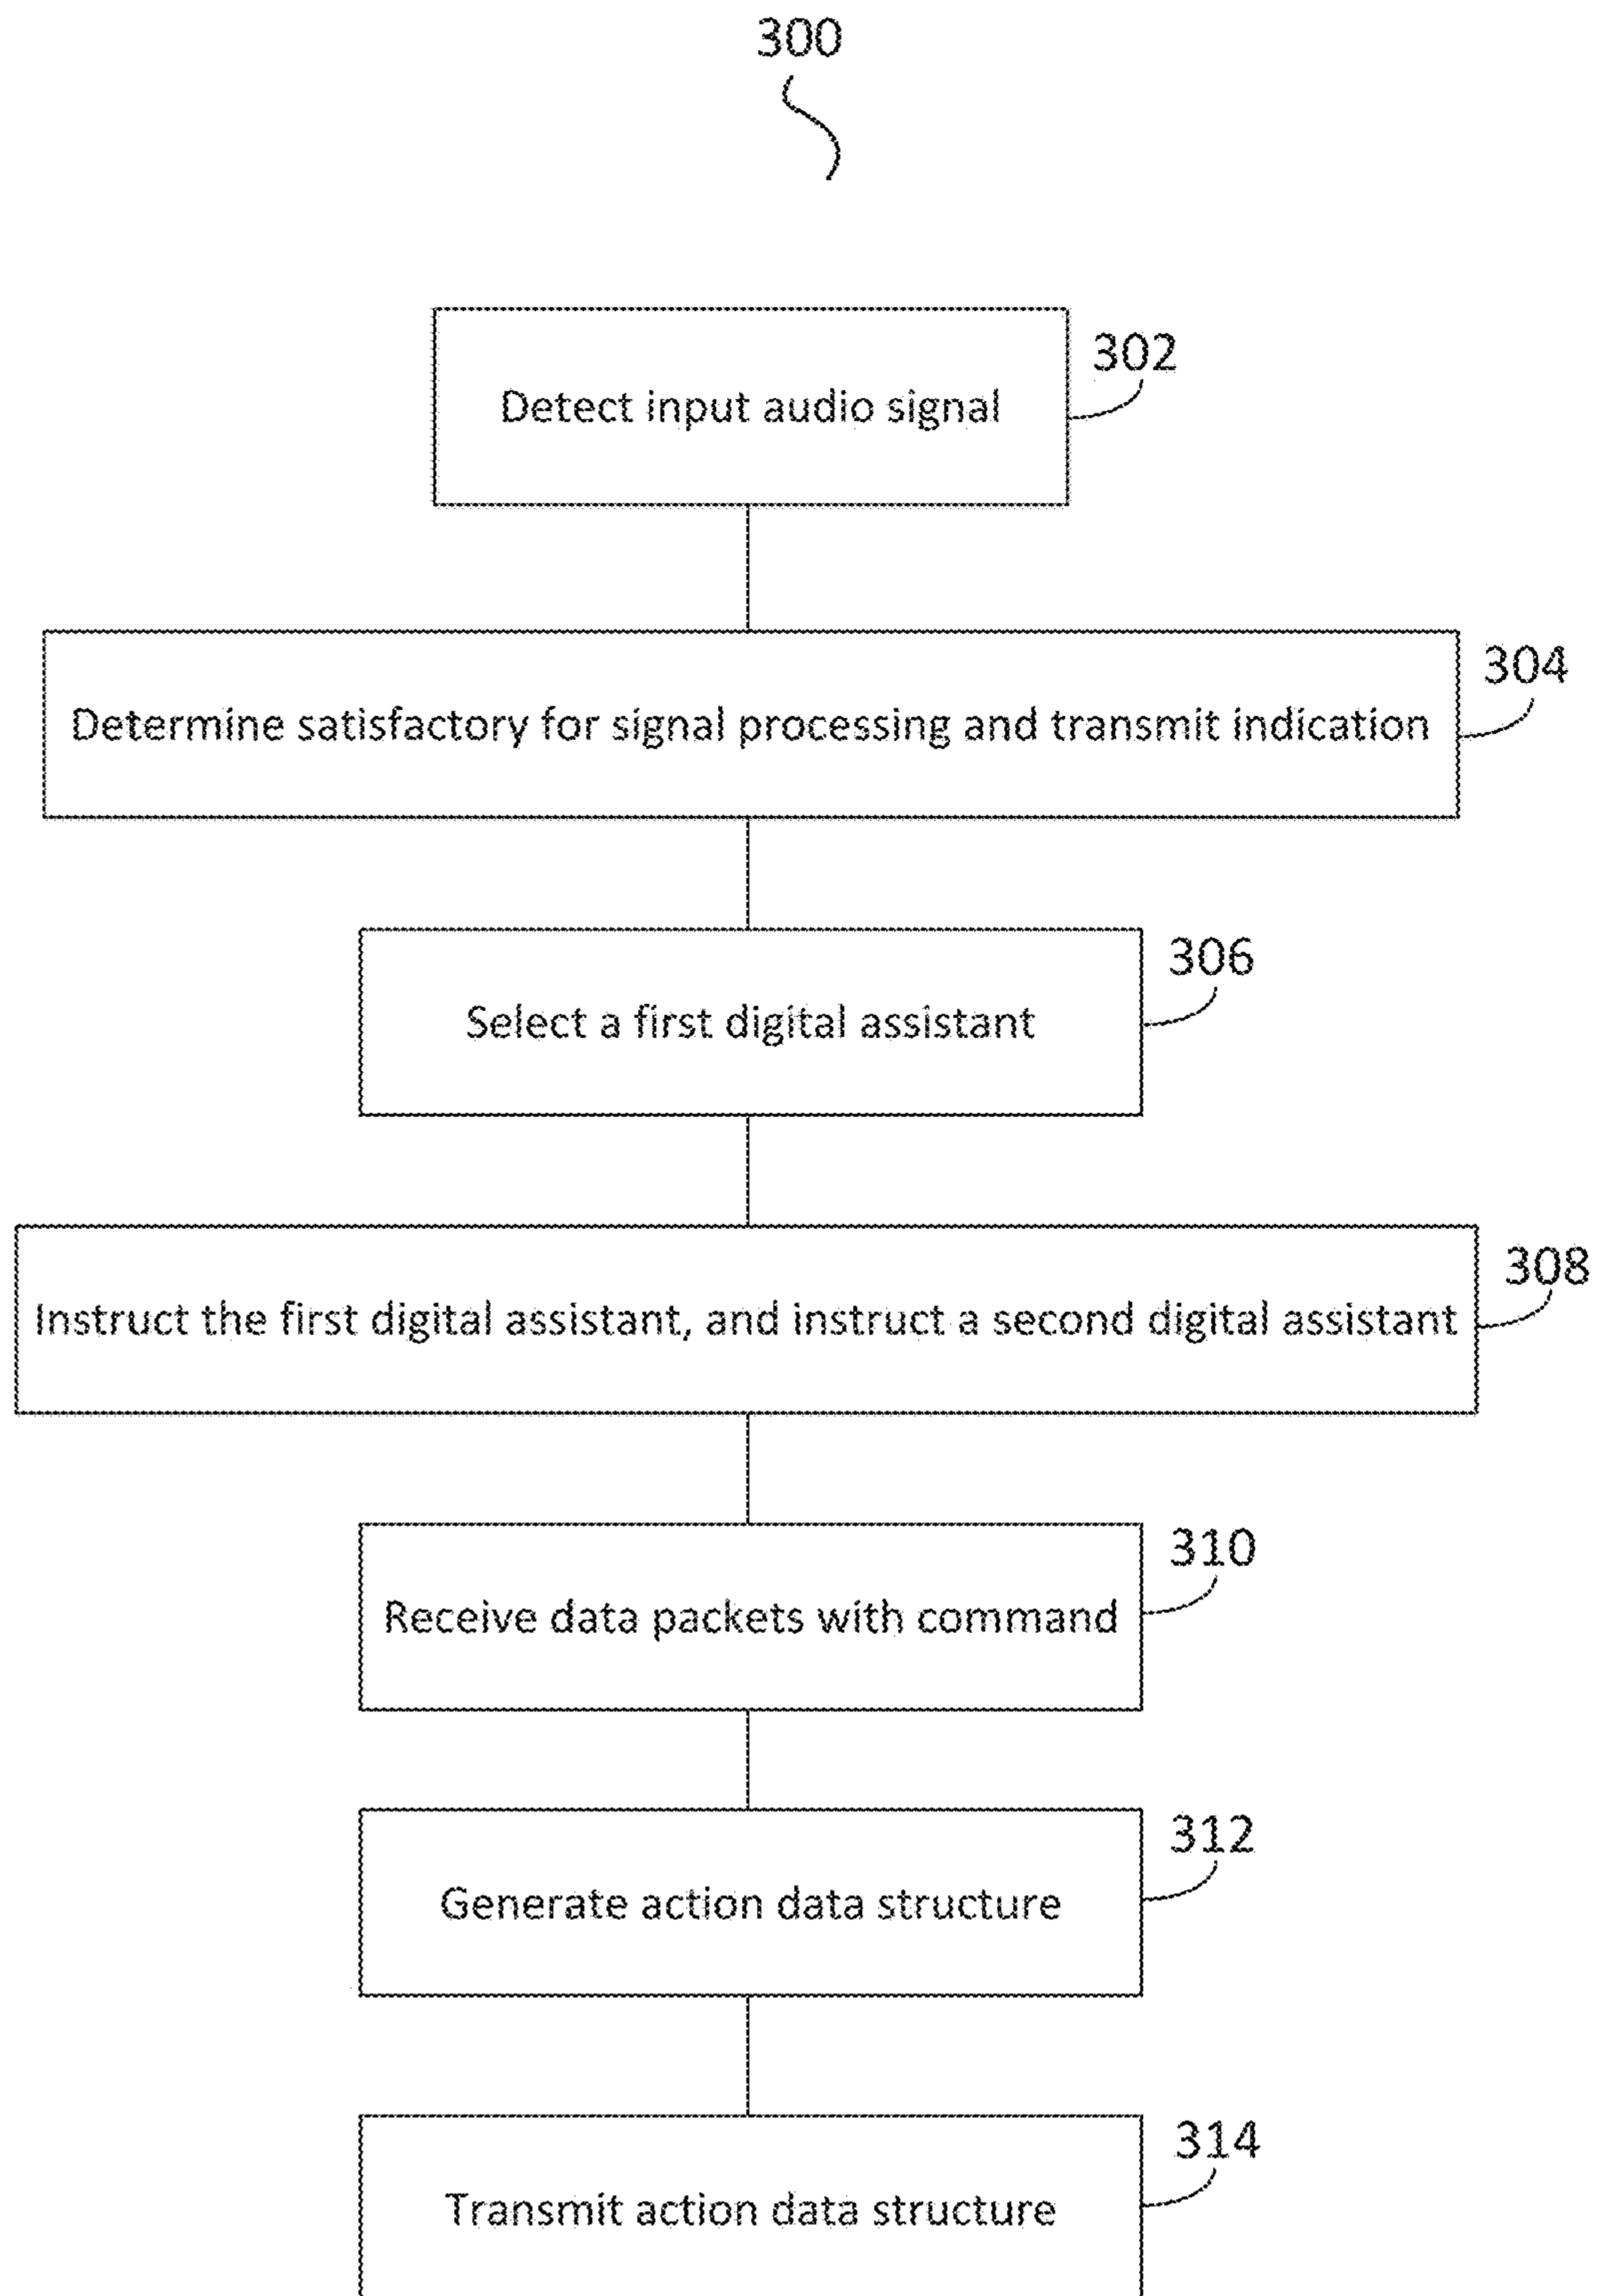 300
Detect input audio signal
302
Determine satisfactory for signal processing and transmit indication
304
Select a first digital assistant
306
Instruct the first digital assistant, and instruct a second digital assistant
308
Receive data packets with command
310
Generate action data structure
312
Transmit action data structure
314